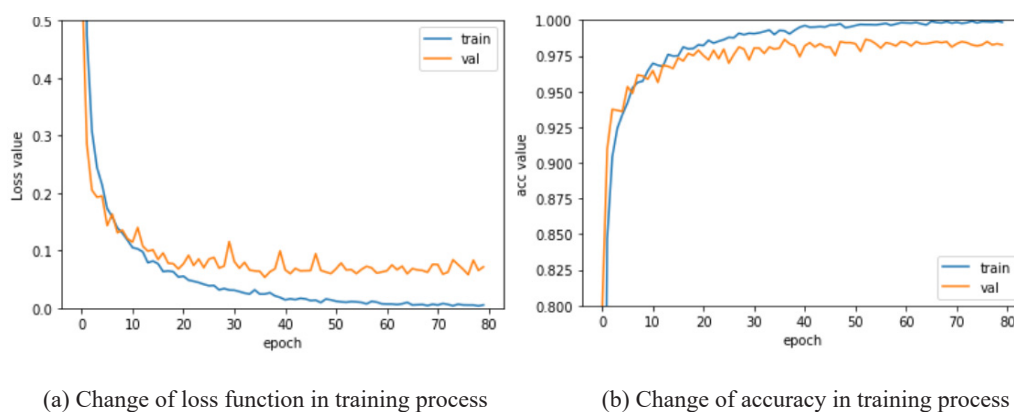 0.5
0.4
0.3
0.2
0.1
0.0
Loss value
0 10 20 30 40 50 60 70 80
epoch
train
val
1.000
0.975
0.950
0.925
0.900
0.875
0.850
0.825
0.800
acc value
0 10 20 30 40 50 60 70 80
epoch
train
val
(a) Change of loss function in training process
(b) Change of accuracy in training process